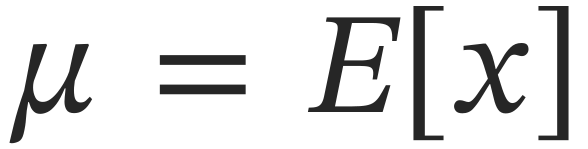 μ = E[x]